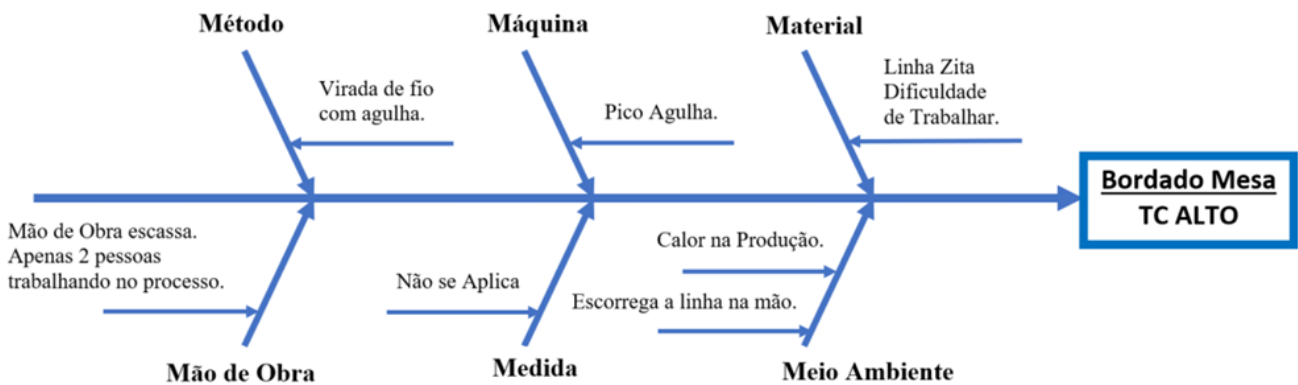 Método
Máquina
Material
Virada de fio
com agulha.
Pico Agulha.
Linha Zita
Dificuldade
de Trabalhar.
Bordado Mesa
TC ALTO
Mão de Obra escassa.
Apenas 2 pessoas
trabalhando no processo.
Não se Aplica
Calor na Produção.
Escorrega a linha na mão.
Mão de Obra
Medida
Meio Ambiente